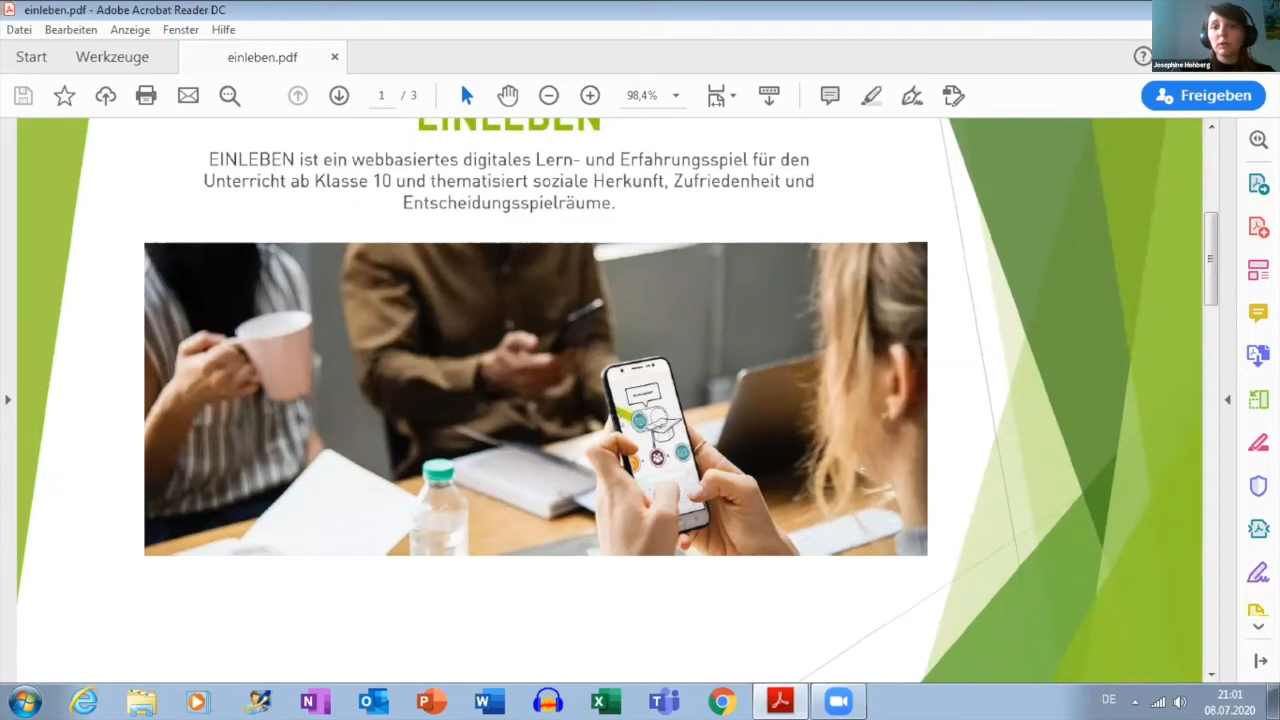 einleben.pdf - Adobe Acrobat Reader DC
Datei Bearbeiten Anzeige Fenster Hilfe
Josephine Hohberg
Start Werkzeuge einleben.pdf
1 / 3 98,4% Freigeben
EINLEBEN
EINLEBEN ist ein webbasiertes digitales Lern- und Erfahrungsspiel für den
Unterricht ab Klasse 10 und thematisiert soziale Herkunft, Zufriedenheit und
Entscheidungsspielräume.
DE
21:01
08.07.2020